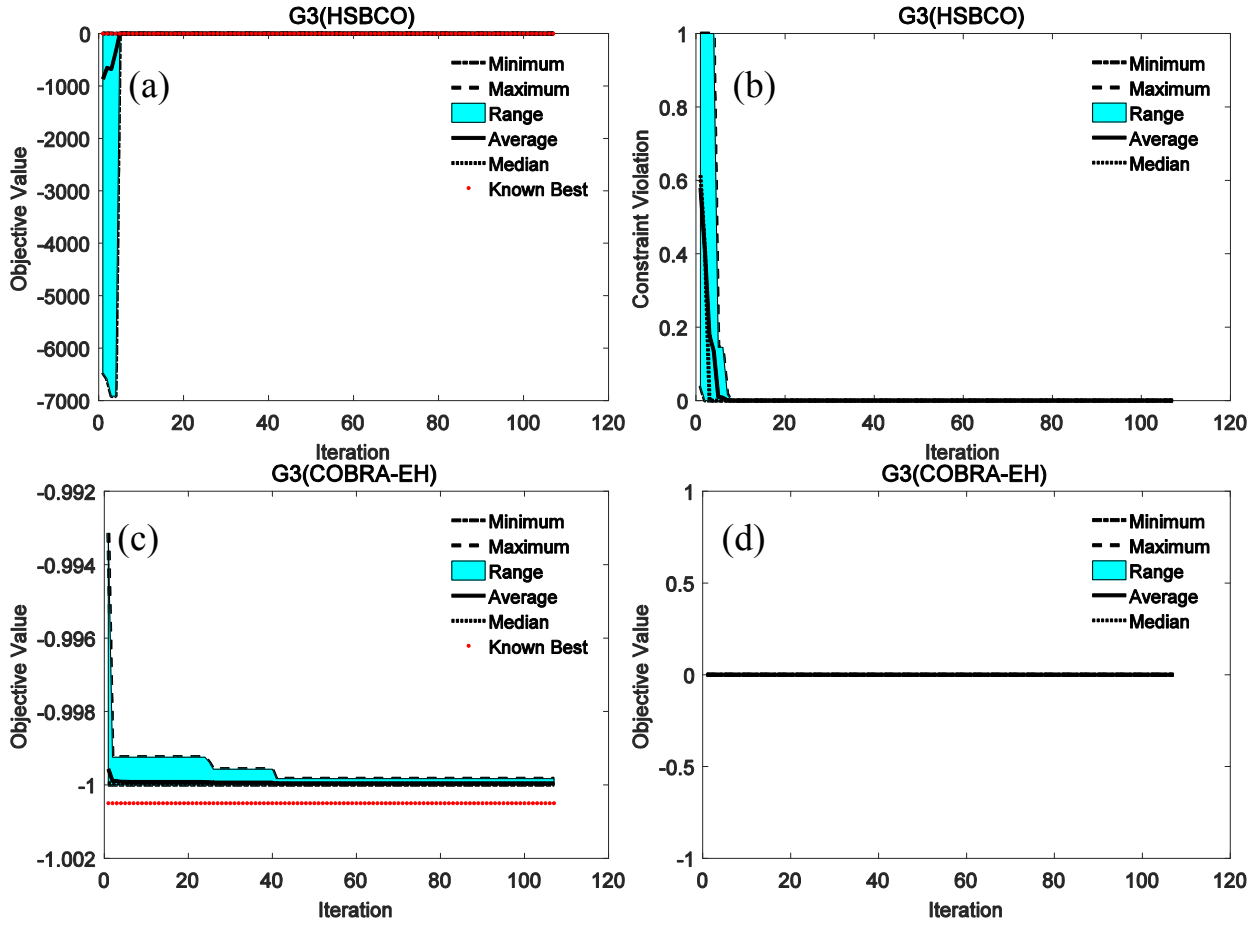 G3(HSBCO)
0
-1000
-2000
-3000
-4000
-5000
-6000
-7000
Objective Value
(a)
Minimum
Maximum
Range
Average
Median
Known Best
0 20 40 60 80 100 120
Iteration
G3(HSBCO)
1
0.8
0.6
0.4
0.2
0
Constraint Violation
(b)
Minimum
Maximum
Range
Average
Median
0 20 40 60 80 100 120
Iteration
G3(COBRA-EH)
-0.992
-0.994
-0.996
-0.998
-1
-1.002
Objective Value
(c)
Minimum
Maximum
Range
Average
Median
Known Best
0 20 40 60 80 100 120
Iteration
G3(COBRA-EH)
1
0.5
0
-0.5
-1
Objective Value
(d)
Minimum
Maximum
Range
Average
Median
0 20 40 60 80 100 120
Iteration